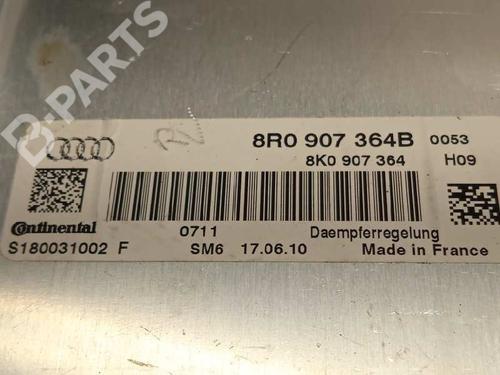 B-PARTS
8R0 907 364B 0053
8K0 907 364 H09
Continental 0711 Daempferregelung
S180031002 F SM6 17.06.10 Made in France